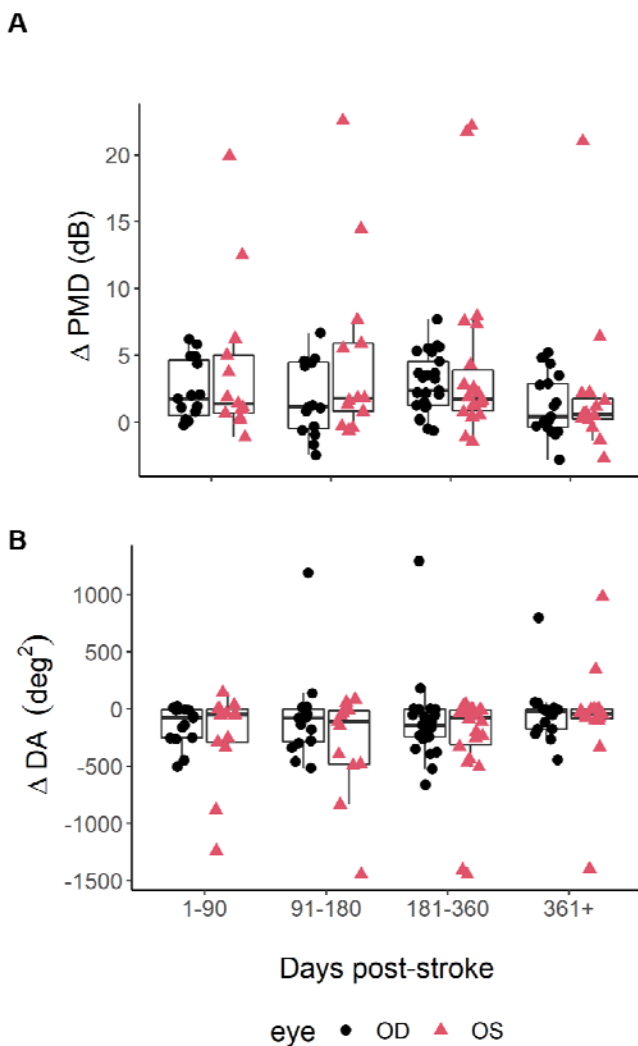 A
Δ PMD (dB)
20
15
10
5
0
B
Δ DA (deg²)
1000
500
0
-500
-1000
-1500
1-90 91-180 181-360 361+
Days post-stroke
eye OD OS